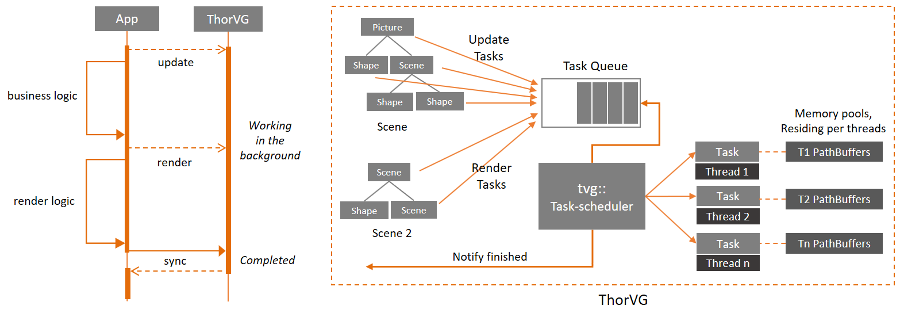 App
ThorVG
update
business logic
Working
in the
background
render
render logic
sync
Completed
Picture
Shape
Scene
Shape
Shape
Scene
Update
Tasks
Task Queue
Scene
Shape
Scene
Scene 2
Render
Tasks
tvg::
Task-scheduler
Notify finished
Memory pools,
Residing per threads
Task
Thread 1
T1 PathBuffers
Task
Thread 2
T2 PathBuffers
Task
Thread n
Tn PathBuffers
ThorVG